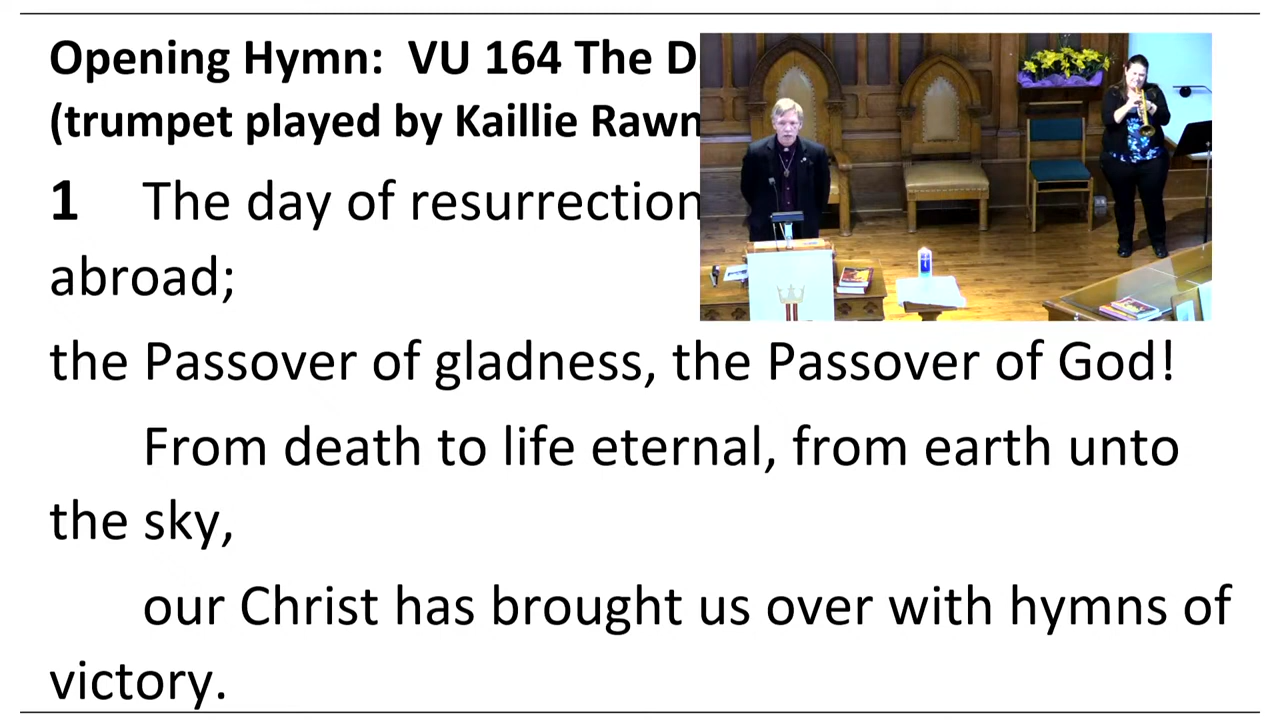 Opening Hymn: VU 164 The D
(trumpet played by Kaillie Rawn
1 The day of resurrection
abroad;
the Passover of gladness, the Passover of God!
From death to life eternal, from earth unto
the sky,
our Christ has brought us over with hymns of
victory.